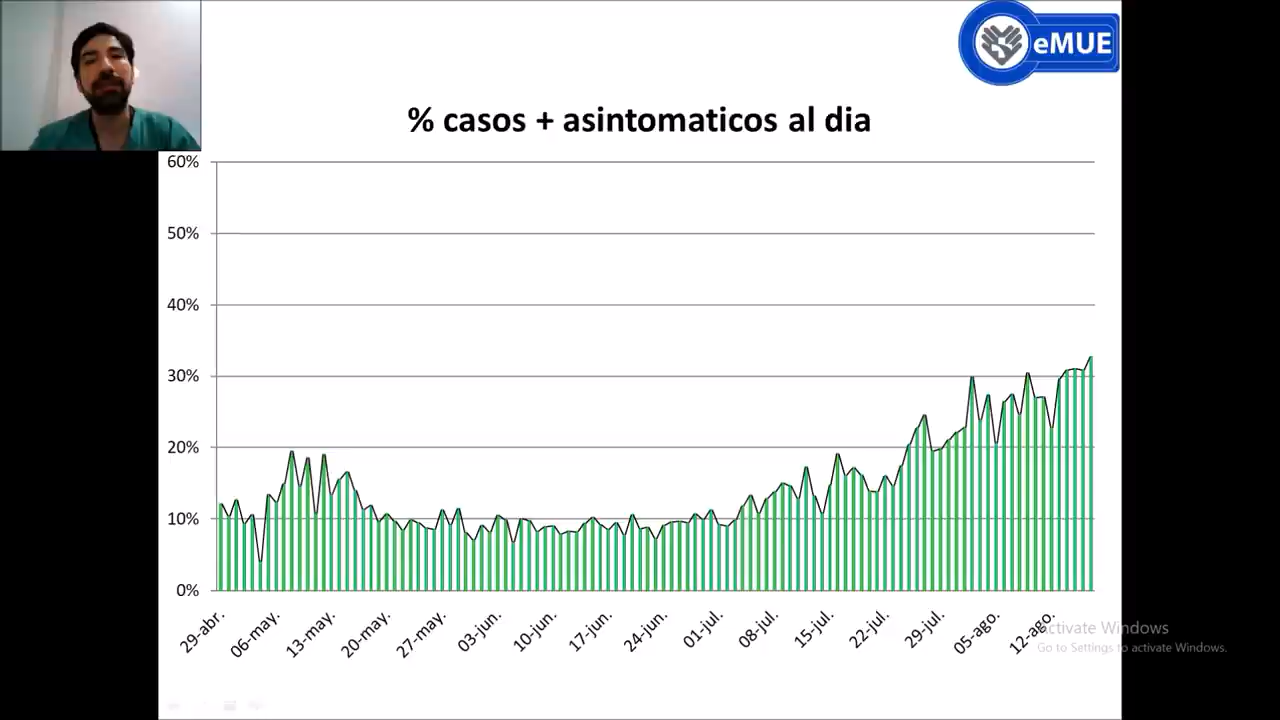 eMUE
% casos + asintomaticos al dia
60%
50%
40%
30%
20%
10%
0%
29-abr.
06-may.
13-may.
20-may.
27-may.
03-jun.
10-jun.
17-jun.
24-jun.
01-jul.
08-jul.
15-jul.
22-jul.
29-jul.
05-ago.
12-ago.
Activate Windows
Go to Settings to activate Windows.